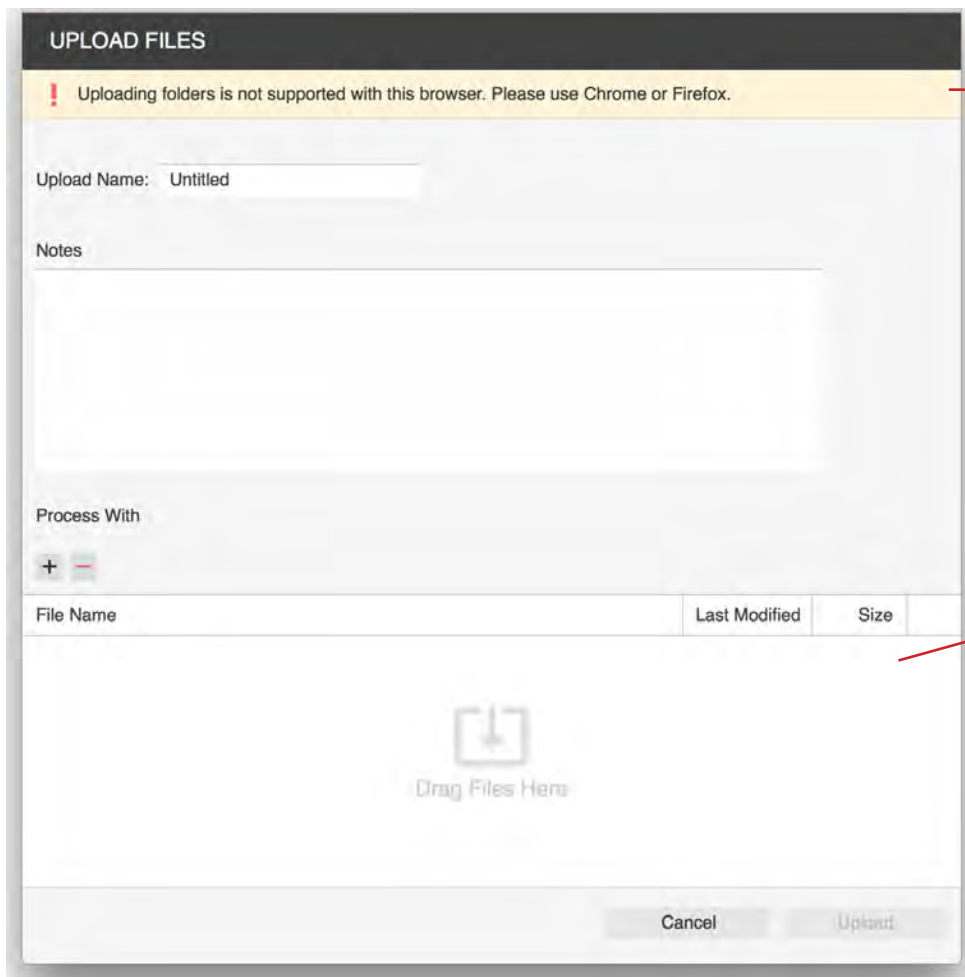 UPLOAD FILES
! Uploading folders is not supported with this browser. Please use Chrome or Firefox.
Upload Name: Untitled
Notes
Process With
+ −
File Name Last Modified Size
Drag Files Here
Cancel Upload